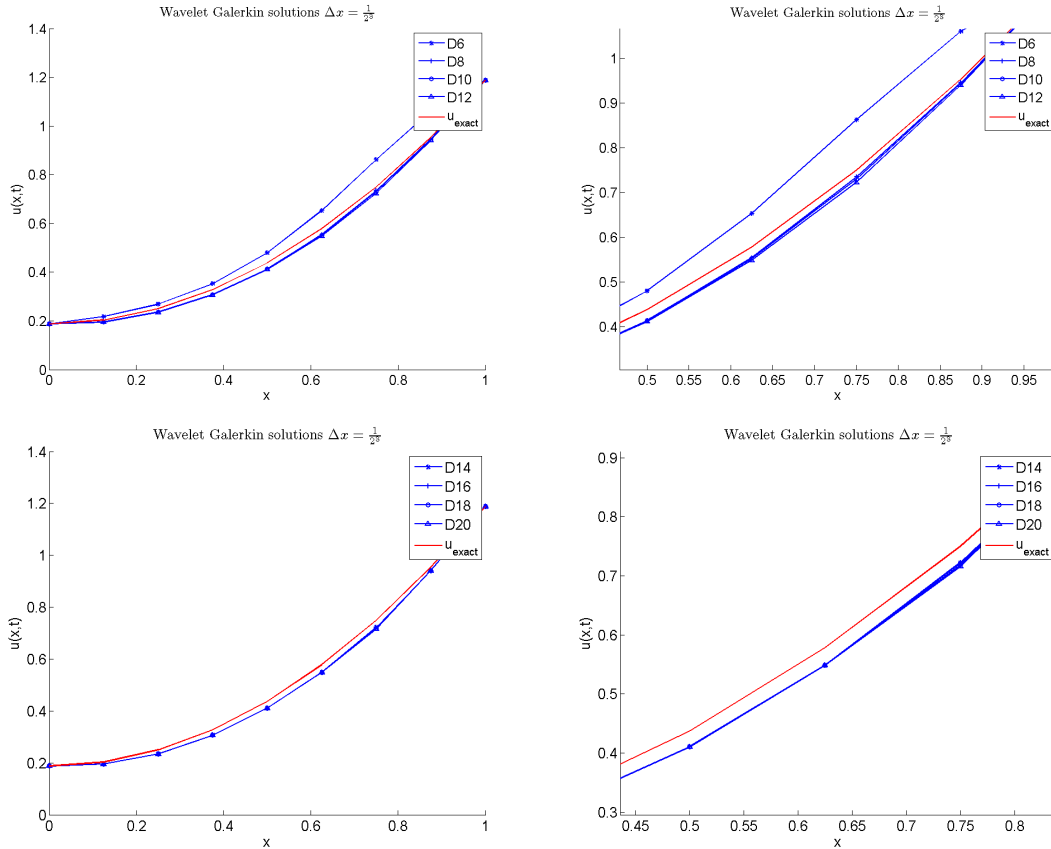 Wavelet Galerkin solutions Δx = 1/2³
1.4
1.2
1
0.8
0.6
0.4
0.2
0
u(x,t)
0
0.2
0.4
0.6
0.8
1
x
D6
D8
D10
D12
u_exact
Wavelet Galerkin solutions Δx = 1/2³
1
0.9
0.8
0.7
0.6
0.5
0.4
u(x,t)
0.5
0.55
0.6
0.65
0.7
0.75
0.8
0.85
0.9
0.95
x
D6
D8
D10
D12
u_exact
Wavelet Galerkin solutions Δx = 1/2³
1.4
1.2
1
0.8
0.6
0.4
0.2
0
u(x,t)
0
0.2
0.4
0.6
0.8
1
x
D14
D16
D18
D20
u_exact
Wavelet Galerkin solutions Δx = 1/2³
0.9
0.8
0.7
0.6
0.5
0.4
0.3
u(x,t)
0.45
0.5
0.55
0.6
0.65
0.7
0.75
0.8
x
D14
D16
D18
D20
u_exact